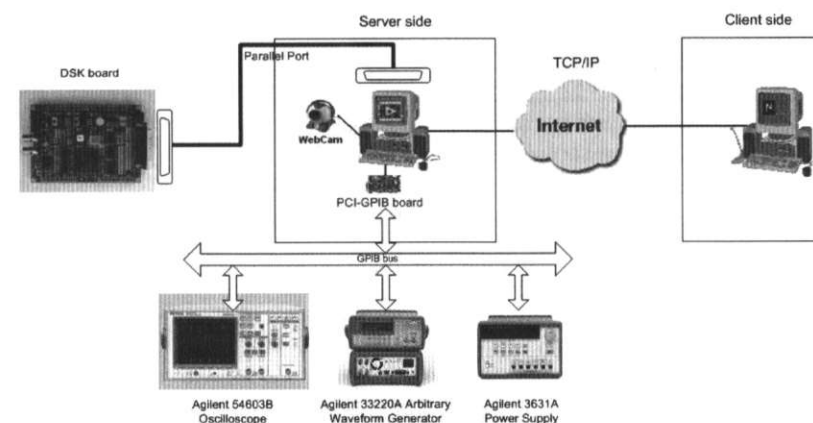 Server side
Client side
Parallel Port
DSK board
TCP/IP
WebCam
Internet
N
PCI-GPIB board
GPIB bus
Agilent 54603B
Oscilloscope
Agilent 33220A Arbitrary
Waveform Generator
Agilent 3631A
Power Supply